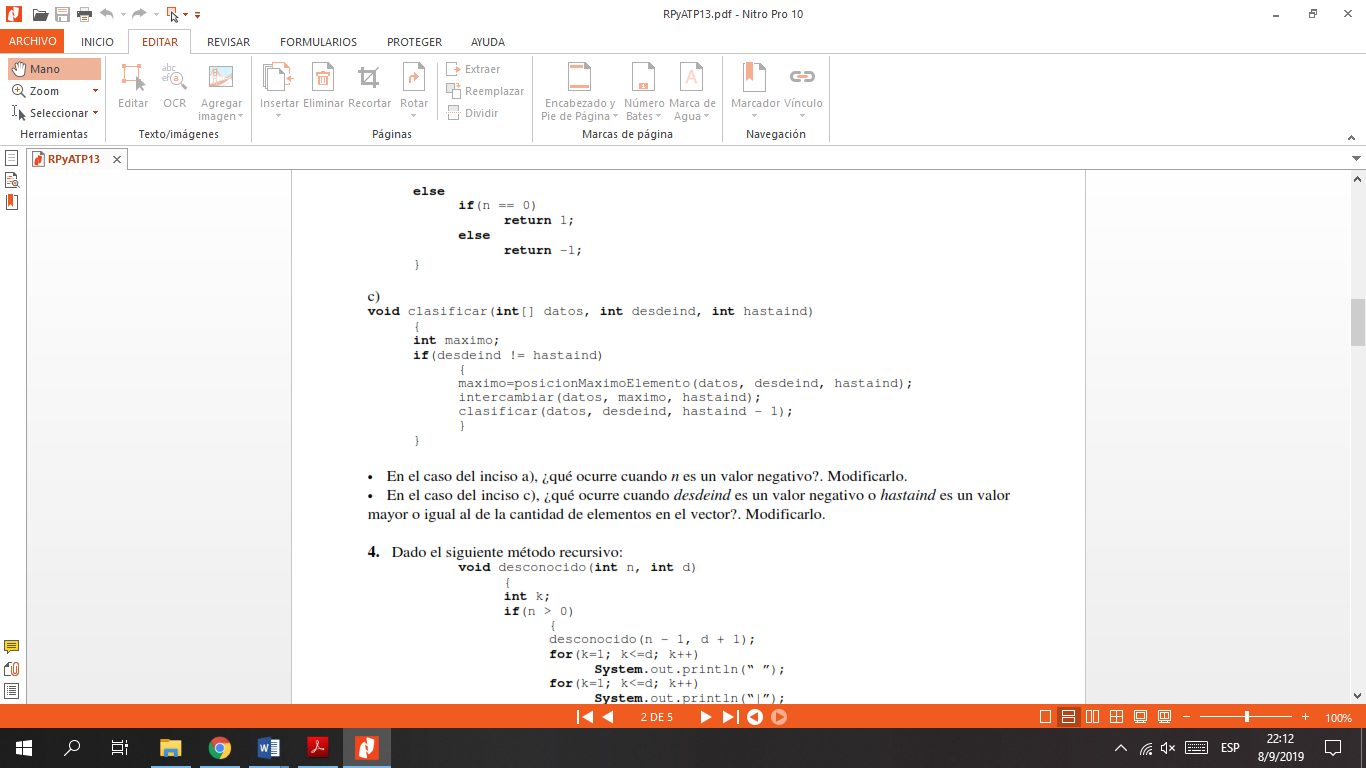 RPyATP13.pdf - Nitro Pro 10
ARCHIVO INICIO EDITAR REVISAR FORMULARIOS PROTEGER AYUDA
Mano
Zoom
Seleccionar
Herramientas
Editar
abc
ef
OCR
Agregar
imagen
Texto/imágenes
Insertar Eliminar Recortar Rotar
Extraer
Reemplazar
Dividir
Páginas
Encabezado y
Pie de Página
Número
Bates
Marca de
Agua
Marcas de página
Marcador Vínculo
Navegación
RPyATP13
else
if(n == 0)
return 1;
else
return -1;
}
c)
void clasificar(int[] datos, int desdeind, int hastaind)
{
int maximo;
if(desdeind != hastaind)
{
maximo=posicionMaximoElemento(datos, desdeind, hastaind);
intercambiar(datos, maximo, hastaind);
clasificar(datos, desdeind, hastaind - 1);
}
}
• En el caso del inciso a), ¿qué ocurre cuando n es un valor negativo?. Modificarlo.
• En el caso del inciso c), ¿qué ocurre cuando desdeind es un valor negativo o hastaind es un valor
mayor o igual al de la cantidad de elementos en el vector?. Modificarlo.
4. Dado el siguiente método recursivo:
void desconocido(int n, int d)
{
int k;
if(n > 0)
{
desconocido(n - 1, d + 1);
for(k=1; k<=d; k++)
System.out.println(“ ”);
for(k=1; k<=d; k++)
System.out.println(“|”);
2 DE 5
100%
ESP
22:12
8/9/2019